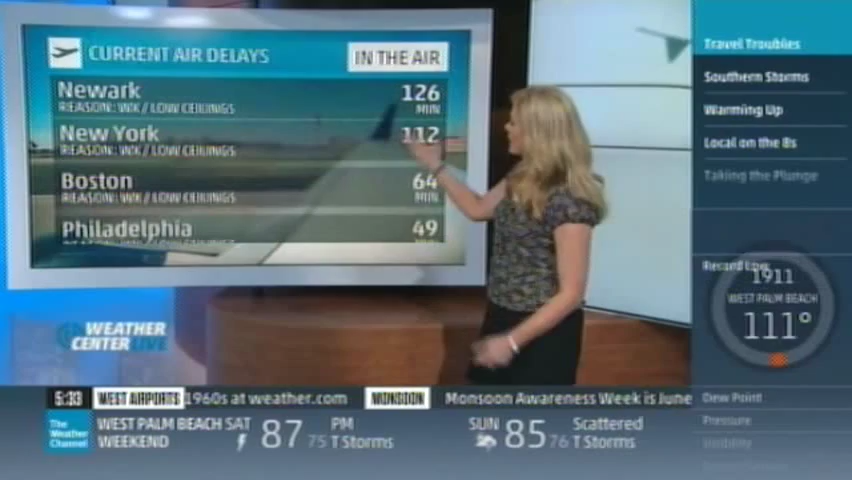 CURRENT AIR DELAYS
IN THE AIR
Newark 126
REASON: WX / LOW CEILINGS MIN
New York 112
REASON: WX / LOW CEILINGS
Boston 64
REASON: WX / LOW CEILINGS MIN
Philadelphia 49
REASON: WX / LOW CEILINGS
WEATHER
CENTER LIVE
Travel Troubles
Southern Storms
Warming Up
Local on the 8s
Taking the Plunge
Record
1911
WEST PALM BEACH
111°
Dew Point
Pressure
Visibility
5:33 WEST AIRPORTS 1960s at weather.com MONSOON Monsoon Awareness Week is June
The Weather Channel
WEST PALM BEACH SAT PM SUN Scattered
WEEKEND 87 75 T Storms 85 76 T Storms